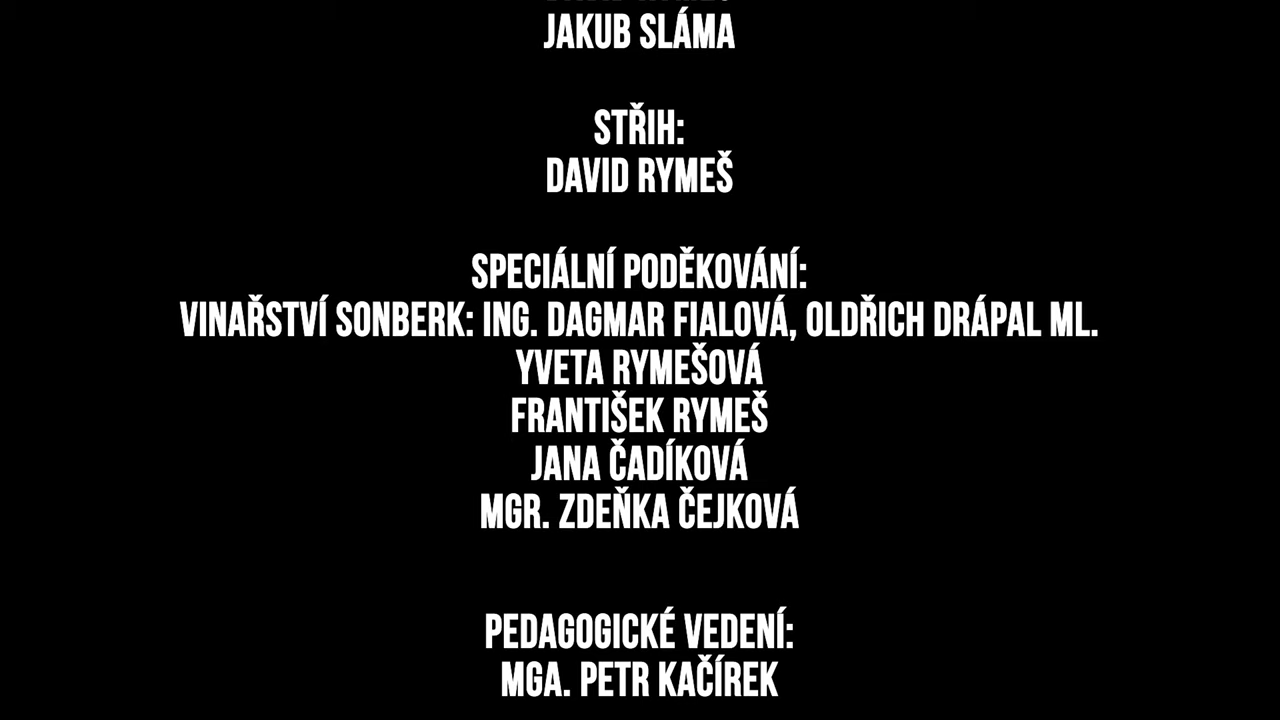 JAKUB SLÁMA
STŘIH:
DAVID RYMEŠ
SPECIÁLNÍ PODĚKOVÁNÍ:
VINAŘSTVÍ SONBERK: ING. DAGMAR FIALOVÁ, OLDŘICH DRÁPAL ML.
YVETA RYMEŠOVÁ
FRANTIŠEK RYMEŠ
JANA ČADÍKOVÁ
MGR. ZDEŇKA ČEJKOVÁ
PEDAGOGICKÉ VEDENÍ:
MGA. PETR KAČÍREK